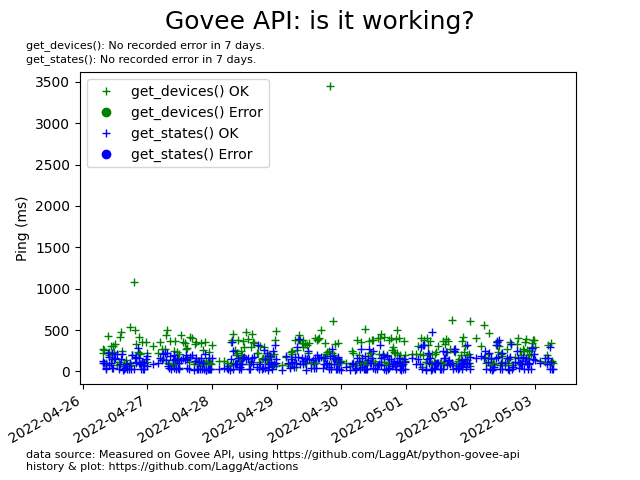 Govee API: is it working?
get_devices(): No recorded error in 7 days.
get_states(): No recorded error in 7 days.
3500
3000
2500
2000
1500
1000
500
0
Ping (ms)
get_devices() OK
get_devices() Error
get_states() OK
get_states() Error
2022-04-26
2022-04-27
2022-04-28
2022-04-29
2022-04-30
2022-05-01
2022-05-02
2022-05-03
data source: Measured on Govee API, using https://github.com/LaggAt/python-govee-api
history & plot: https://github.com/LaggAt/actions